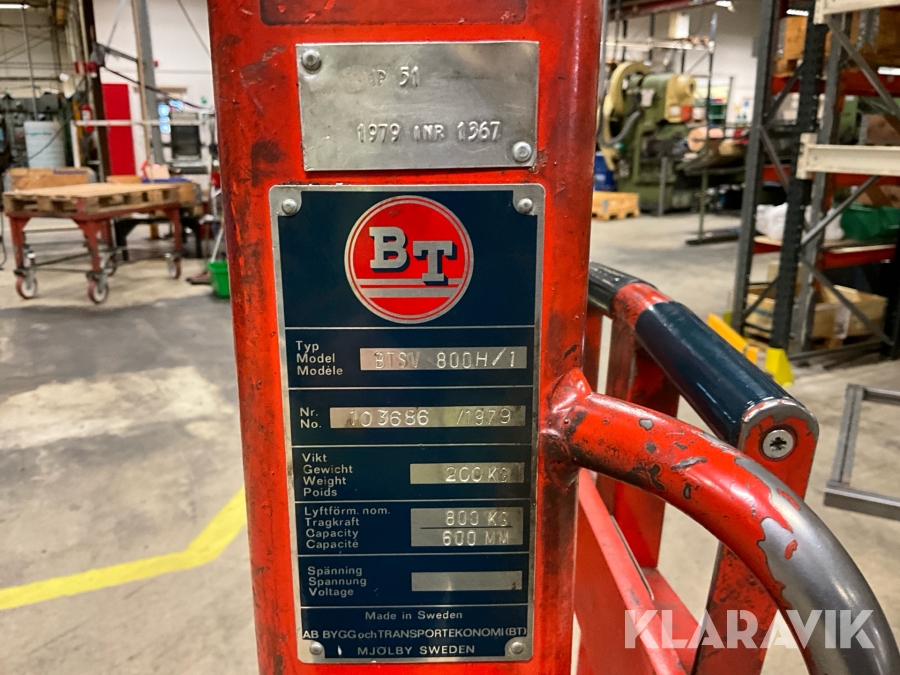 IP 51
1979 INR 1367
BT
Typ
Model
Modèle
BTSV 800H/1
Nr.
No.
103686 /1979
Vikt
Gewicht
Weight
Poids
200 KG
Lyftförm. nom.
Tragkraft
Capacity
Capacité
800 KG
600 MM
Spänning
Spannung
Voltage
Made in Sweden
AB BYGG och TRANSPORTEKONOMI (BT)
MJÖLBY SWEDEN
KLARAVIK